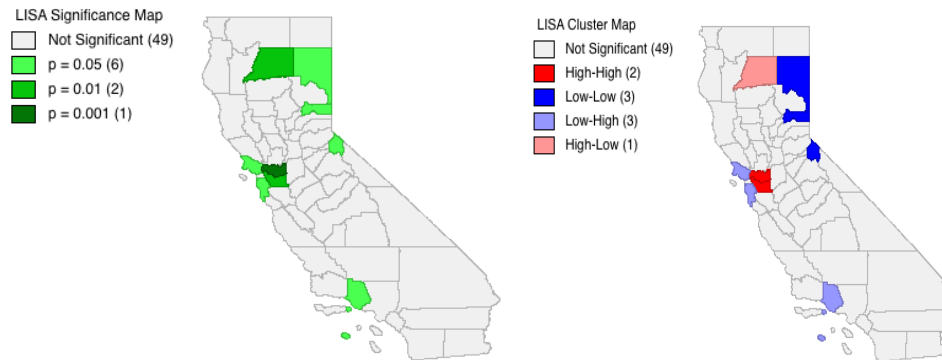 LISA Significance Map
Not Significant (49)
p = 0.05 (6)
p = 0.01 (2)
p = 0.001 (1)
LISA Cluster Map
Not Significant (49)
High-High (2)
Low-Low (3)
Low-High (3)
High-Low (1)